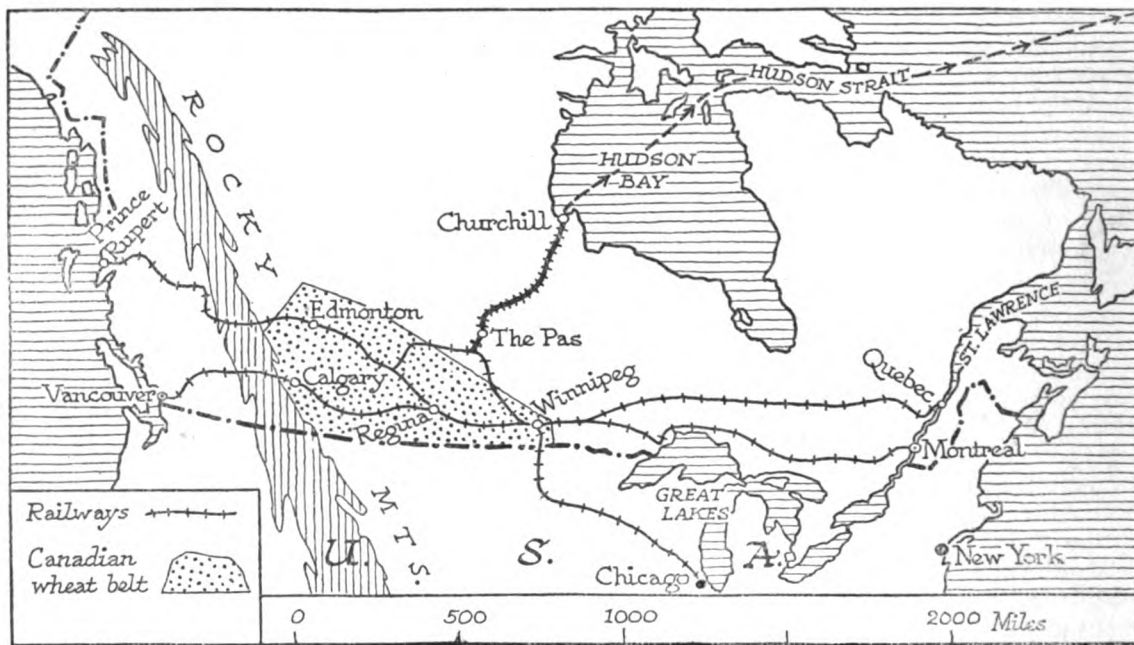 HUDSON STRAIT
ROCKY MTS.
HUDSON
BAY
Prince
Rupert
Churchill
Edmonton
The Pas
ST. LAWRENCE
Calgary
Winnipeg
Quebec
Vancouver
Regina
Montreal
GREAT
LAKES
U. S. A.
New York
Chicago
Railways
Canadian
wheat belt
0 500 1000 2000 Miles